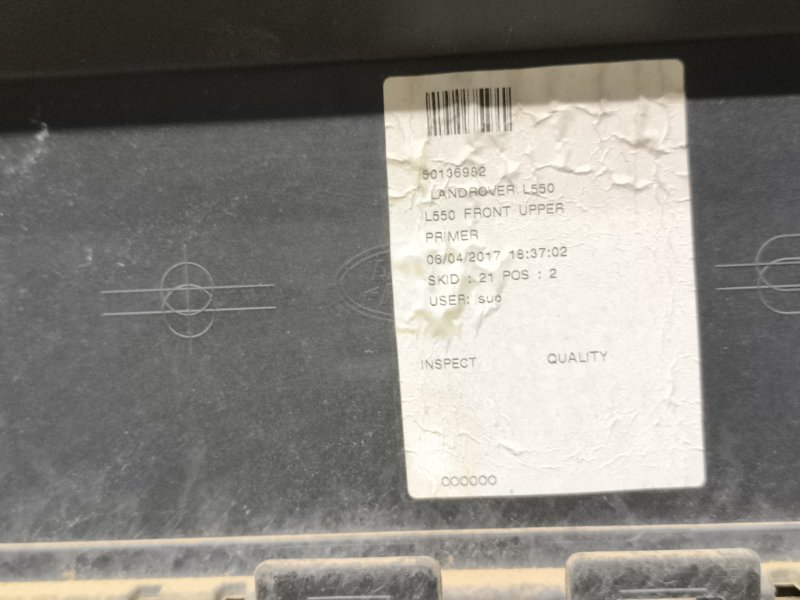 50136982
LANDROVER L550
L550 FRONT UPPER
PRIMER
06/04/2017 18:37:02
SKID : 21 POS : 2
USER: suo
INSPECT QUALITY
000000